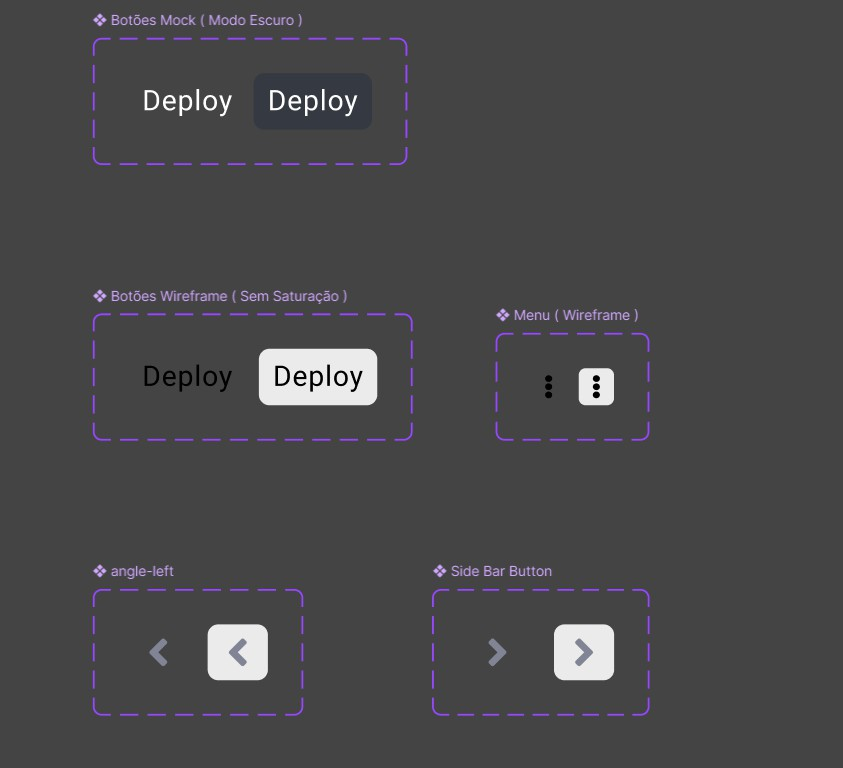 Botões Mock ( Modo Escuro )
Deploy Deploy
Botões Wireframe ( Sem Saturação )
Menu ( Wireframe )
Deploy Deploy
angle-left
Side Bar Button